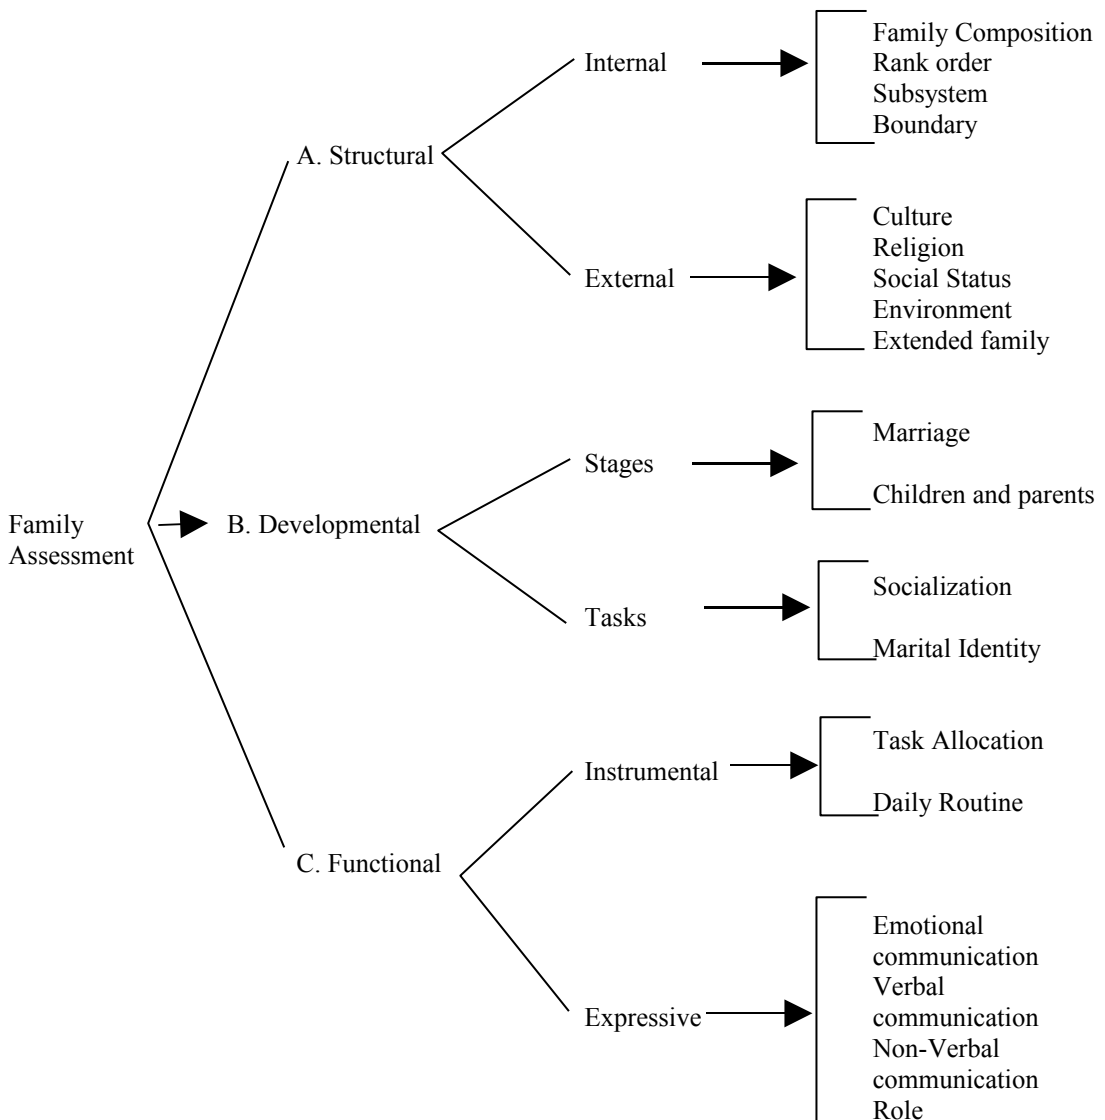 Family
Assessment
A. Structural
Internal
Family Composition
Rank order
Subsystem
Boundary
External
Culture
Religion
Social Status
Environment
Extended family
B. Developmental
Stages
Marriage
Children and parents
Tasks
Socialization
Marital Identity
C. Functional
Instrumental
Task Allocation
Daily Routine
Expressive
Emotional
communication
Verbal
communication
Non-Verbal
communication
Role